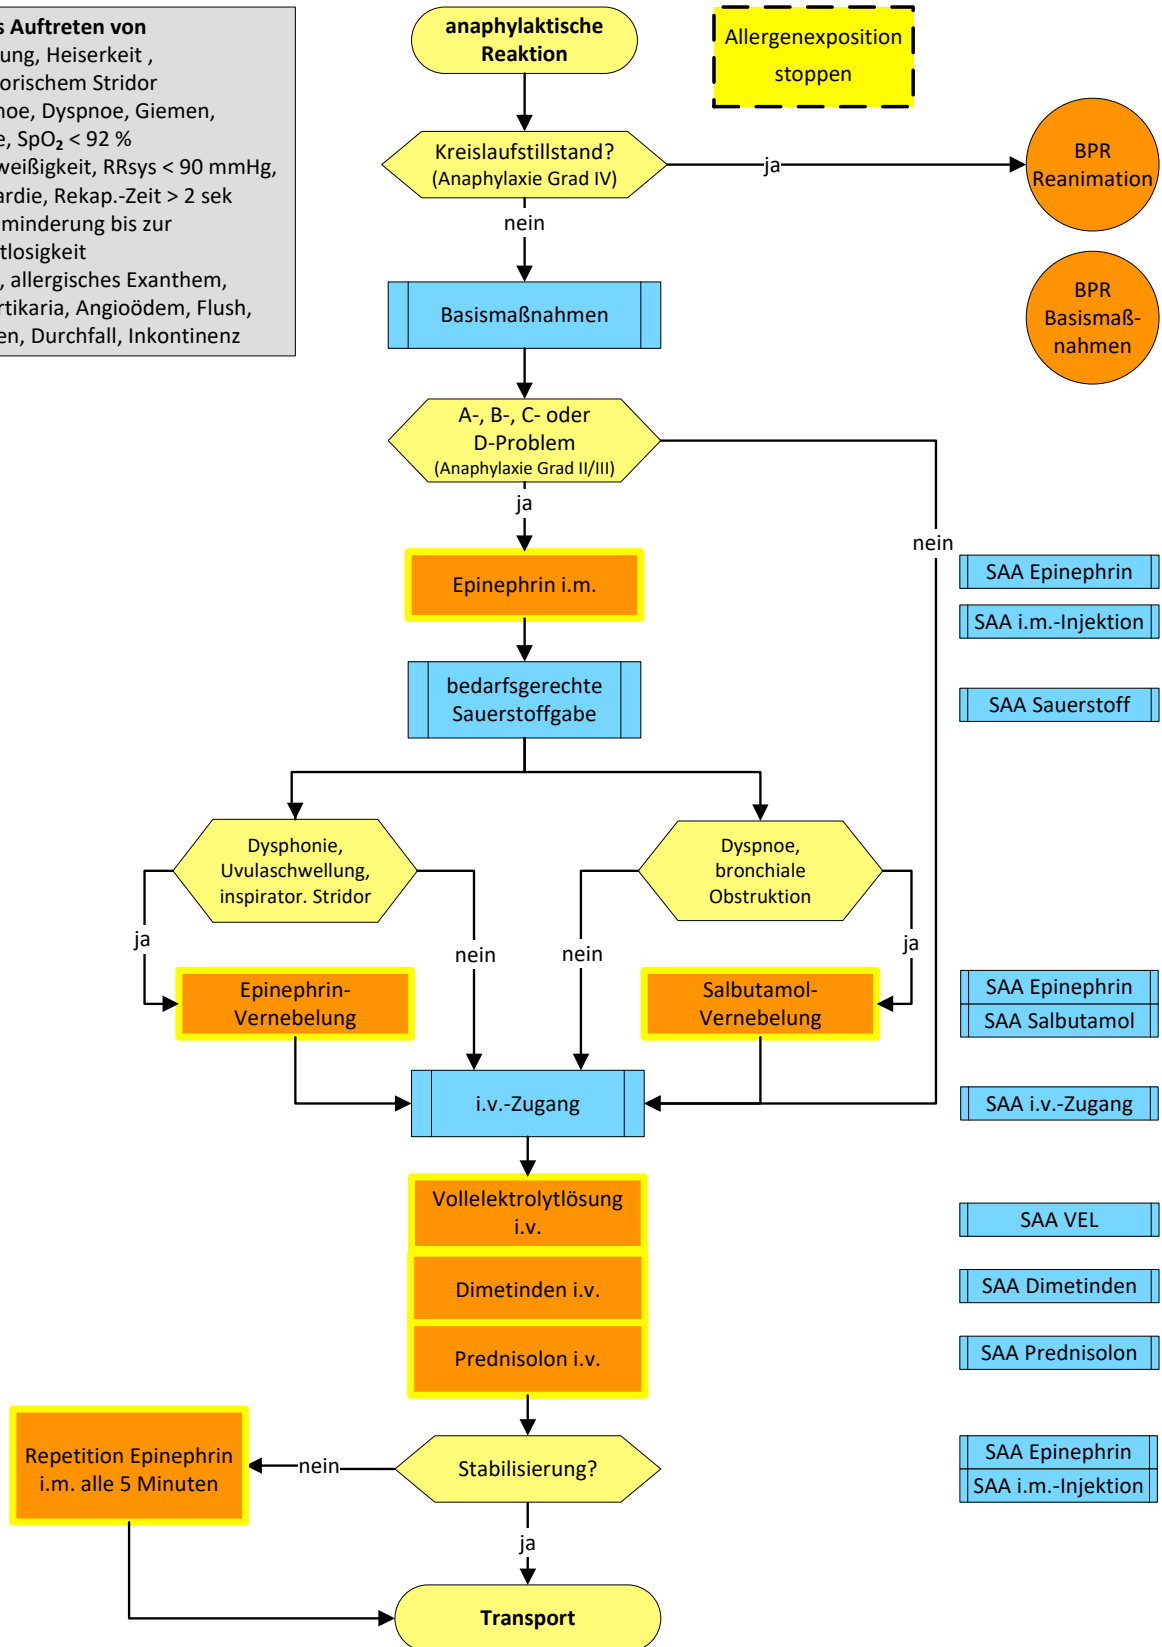 s Auftreten von
ung, Heiserkeit ,
orischem Stridor
noe, Dyspnoe, Giemen,
e, SpO₂ < 92 %
weißigkeit, RRsys < 90 mmHg,
ardie, Rekap.-Zeit > 2 sek
minderung bis zur
tlosigkeit
, allergisches Exanthem,
rtikaria, Angioödem, Flush,
en, Durchfall, Inkontinenz
anaphylaktische
Reaktion
Allergenexposition
stoppen
Kreislaufstillstand?
(Anaphylaxie Grad IV)
ja
BPR
Reanimation
nein
Basismaßnahmen
BPR
Basismaß-
nahmen
A-, B-, C- oder
D-Problem
(Anaphylaxie Grad II/III)
ja
nein
Epinephrin i.m.
SAA Epinephrin
SAA i.m.-Injektion
bedarfsgerechte
Sauerstoffgabe
SAA Sauerstoff
Dysphonie,
Uvulaschwellung,
inspirator. Stridor
Dyspnoe,
bronchiale
Obstruktion
ja
nein
nein
ja
Epinephrin-
Vernebelung
Salbutamol-
Vernebelung
SAA Epinephrin
SAA Salbutamol
i.v.-Zugang
SAA i.v.-Zugang
Vollelektrolytlösung
i.v.
SAA VEL
Dimetinden i.v.
SAA Dimetinden
Prednisolon i.v.
SAA Prednisolon
Repetition Epinephrin
i.m. alle 5 Minuten
nein
Stabilisierung?
SAA Epinephrin
SAA i.m.-Injektion
ja
Transport